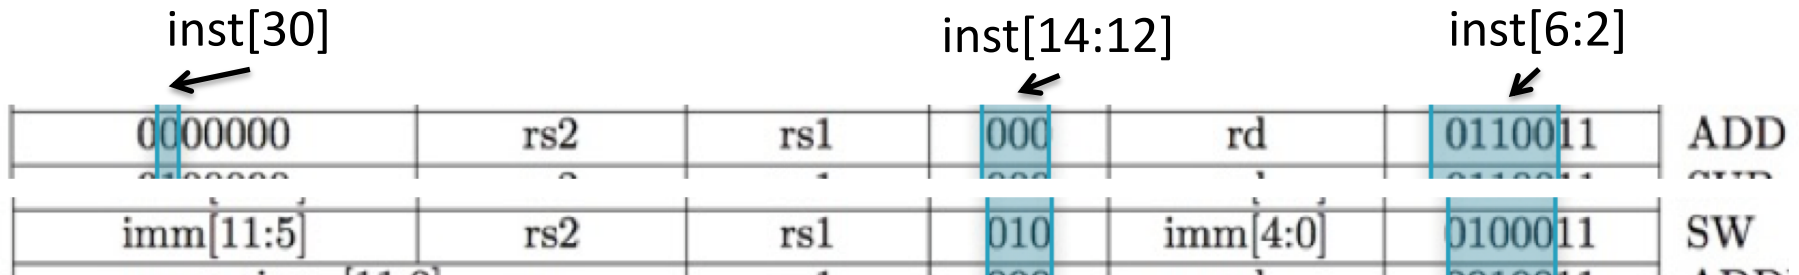 inst[30] inst[14:12] inst[6:2]
0000000 rs2 rs1 000 rd 0110011 ADD
imm[11:5] rs2 rs1 010 imm[4:0] 0100011 SW